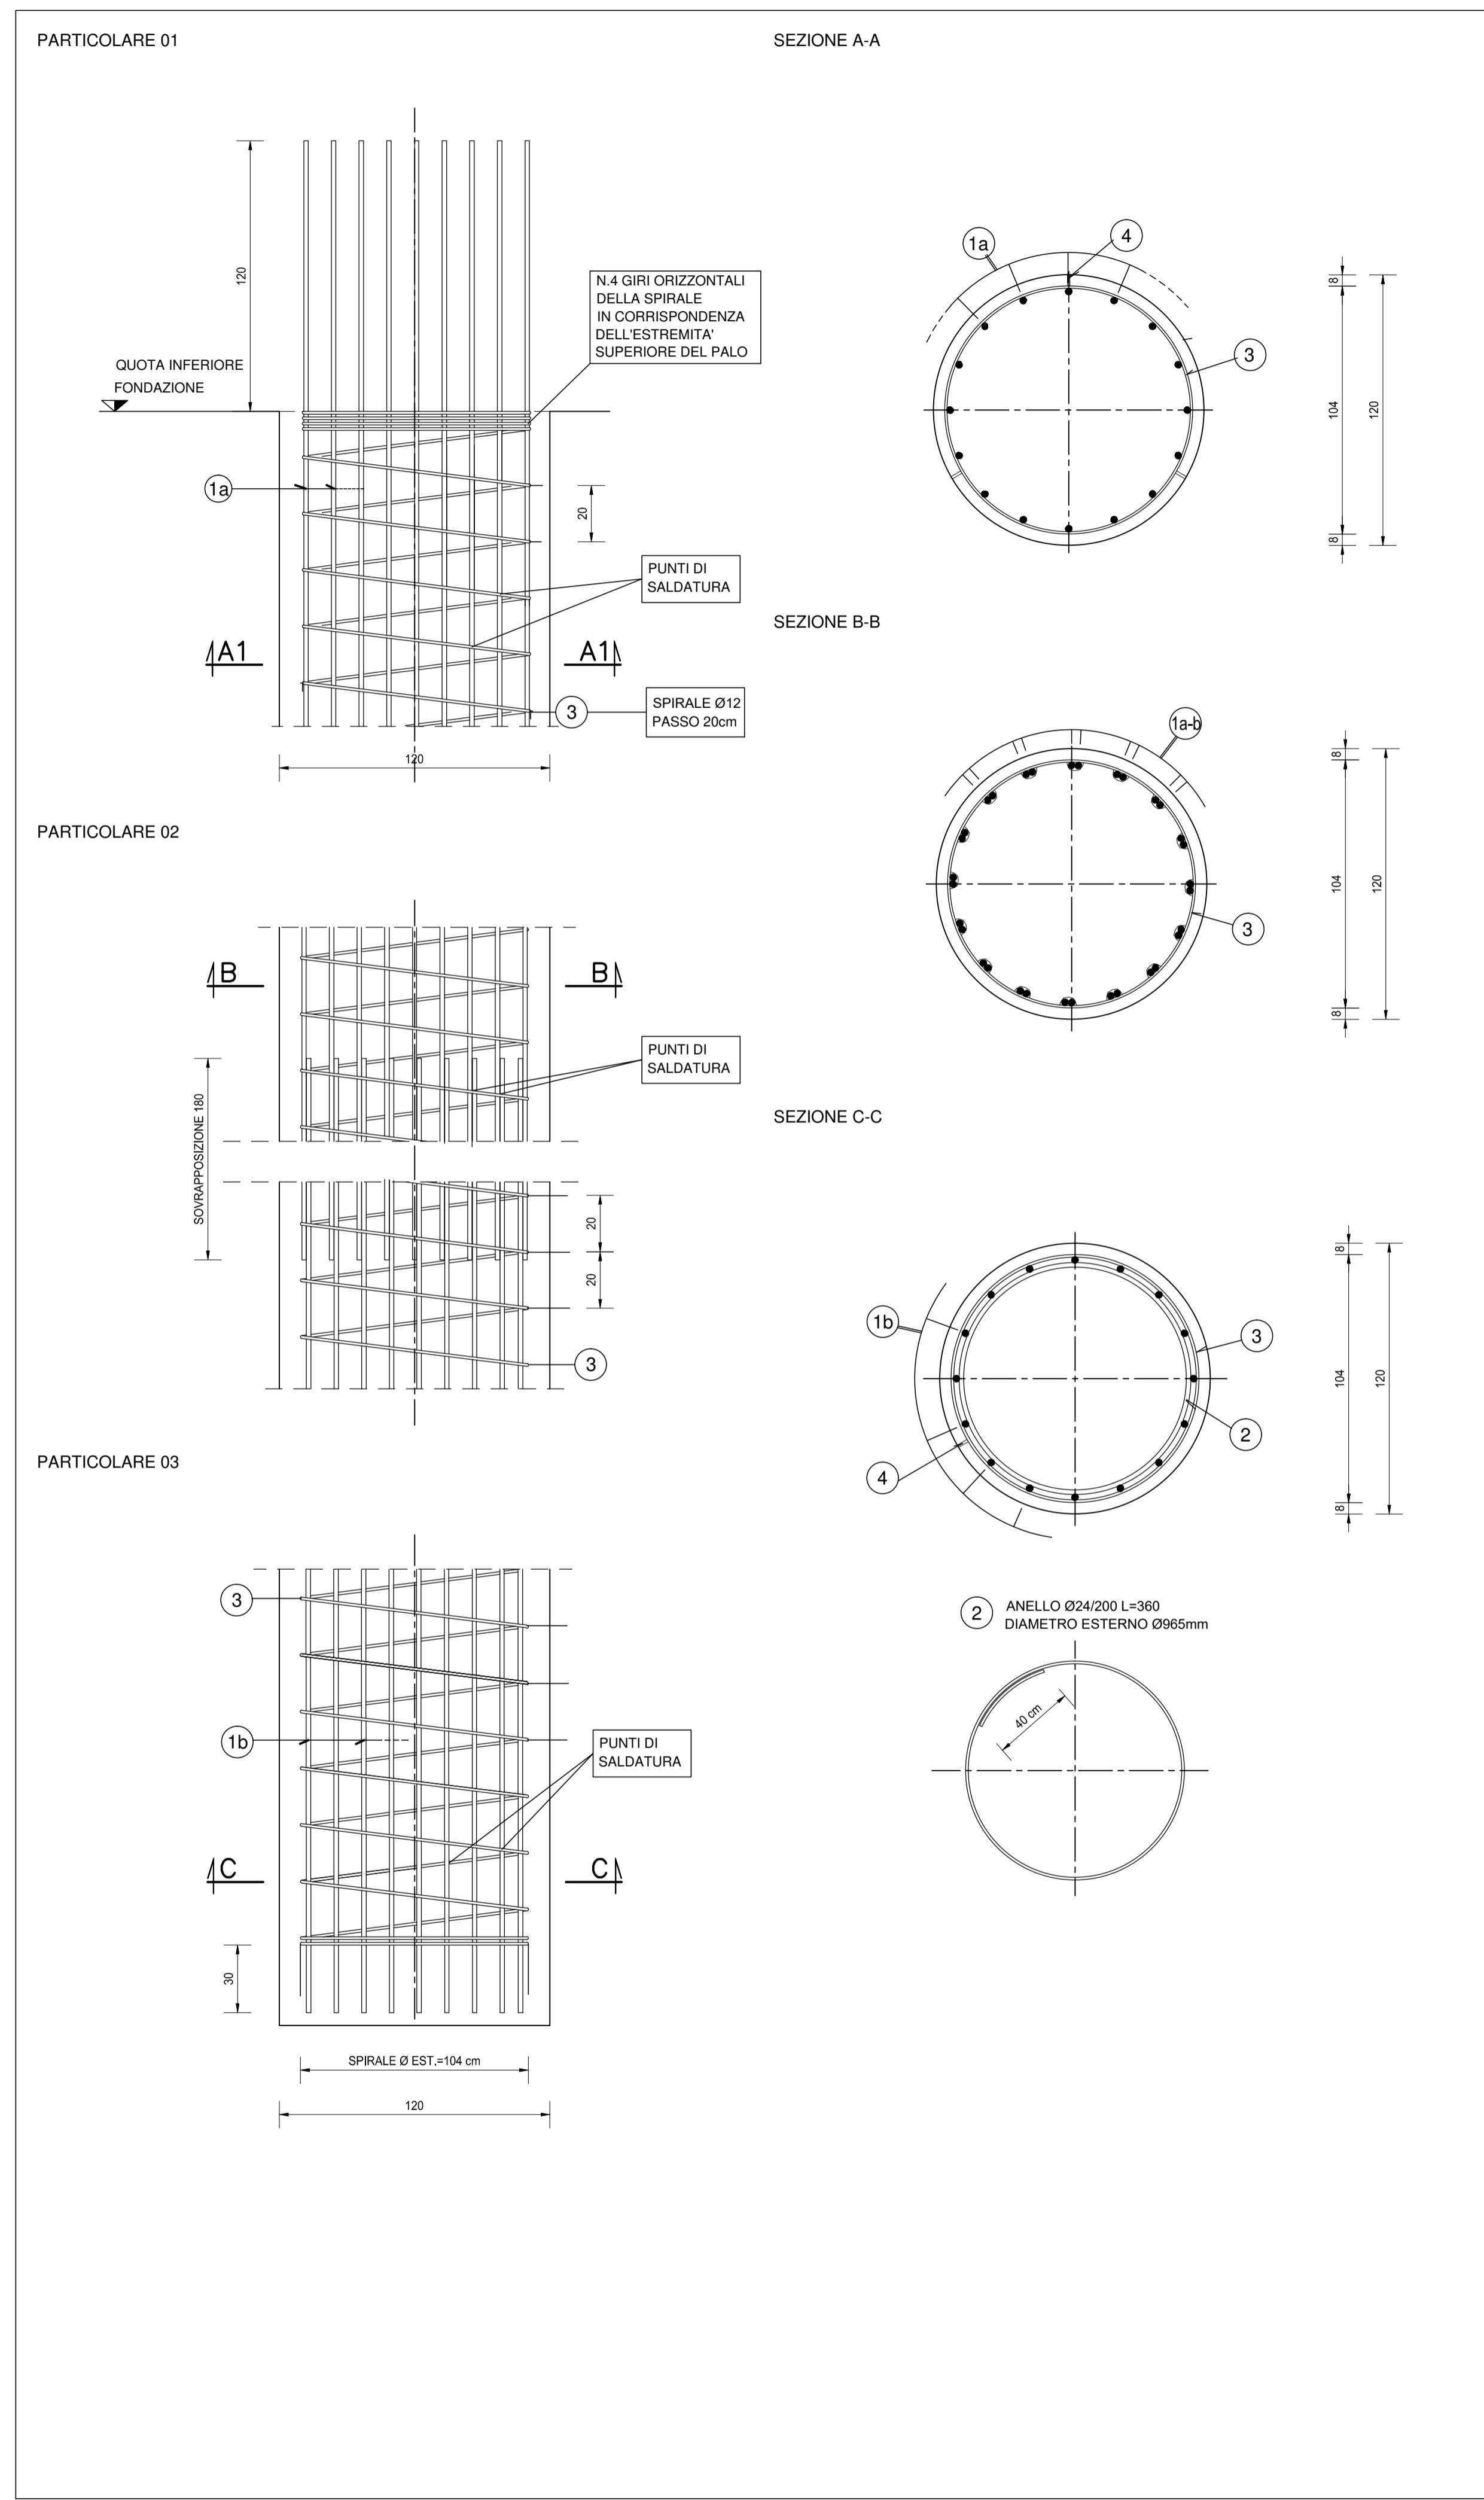 PARTICOLARE 01
120
QUOTA INFERIORE
FONDAZIONE
N.4 GIRI ORIZZONTALI
DELLA SPIRALE
IN CORRISPONDENZA
DELL'ESTREMITA'
SUPERIORE DEL PALO
1a
20
PUNTI DI
SALDATURA
A1
A1
3
SPIRALE Ø12
PASSO 20cm
120
PARTICOLARE 02
B
B
PUNTI DI
SALDATURA
SOVRAPPOSIZIONE 180
20
20
3
PARTICOLARE 03
3
1b
PUNTI DI
SALDATURA
C
C
30
SPIRALE Ø EST.=104 cm
120
SEZIONE A-A
1a
4
3
8
104
8
120
SEZIONE B-B
1a-b
3
8
104
8
120
SEZIONE C-C
1b
3
2
4
8
104
8
120
2
ANELLO Ø24/200 L=360
DIAMETRO ESTERNO Ø965mm
40 cm